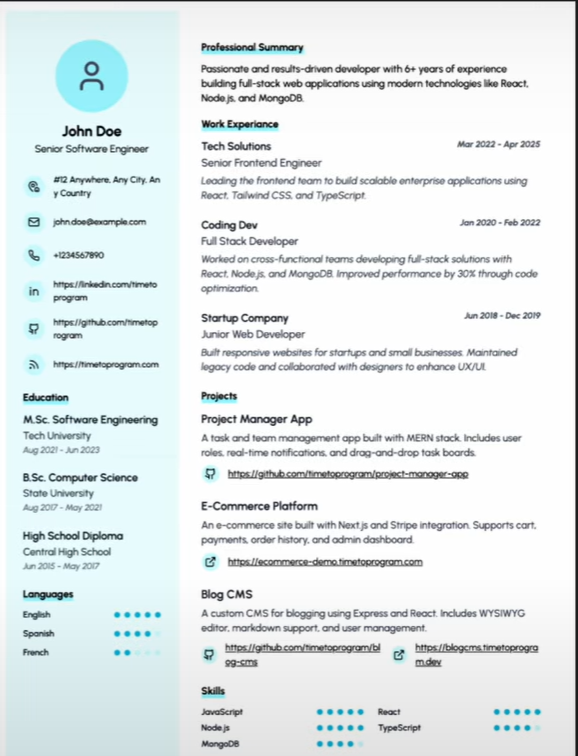 John Doe
Senior Software Engineer
#12 Anywhere, Any City, An
y Country
john.doe@example.com
+1234567890
https://linkedin.com/timeto
program
https://github.com/timetop
rogram
https://timetoprogram.com
Education
M.Sc. Software Engineering
Tech University
Aug 2021 - Jun 2023
B.Sc. Computer Science
State University
Aug 2017 - May 2021
High School Diploma
Central High School
Jun 2015 - May 2017
Languages
English
Spanish
French
Professional Summary
Passionate and results-driven developer with 6+ years of experience
building full-stack web applications using modern technologies like React,
Node.js, and MongoDB.
Work Experiance
Tech Solutions
Mar 2022 - Apr 2025
Senior Frontend Engineer
Leading the frontend team to build scalable enterprise applications using
React, Tailwind CSS, and TypeScript.
Coding Dev
Jan 2020 - Feb 2022
Full Stack Developer
Worked on cross-functional teams developing full-stack solutions with
React, Node.js, and MongoDB. Improved performance by 30% through code
optimization.
Startup Company
Jun 2018 - Dec 2019
Junior Web Developer
Built responsive websites for startups and small businesses. Maintained
legacy code and collaborated with designers to enhance UX/UI.
Projects
Project Manager App
A task and team management app built with MERN stack. Includes user
roles, real-time notifications, and drag-and-drop task boards.
https://github.com/timetoprogram/project-manager-app
E-Commerce Platform
An e-commerce site built with Next.js and Stripe integration. Supports cart,
payments, order history, and admin dashboard.
https://ecommerce-demo.timetoprogram.com
Blog CMS
A custom CMS for blogging using Express and React. Includes WYSIWYG
editor, markdown support, and user management.
https://github.com/timetoprogram/bl
og-cms
https://blogcms.timetoprogra
m.dev
Skills
JavaScript
React
Node.js
TypeScript
MongoDB